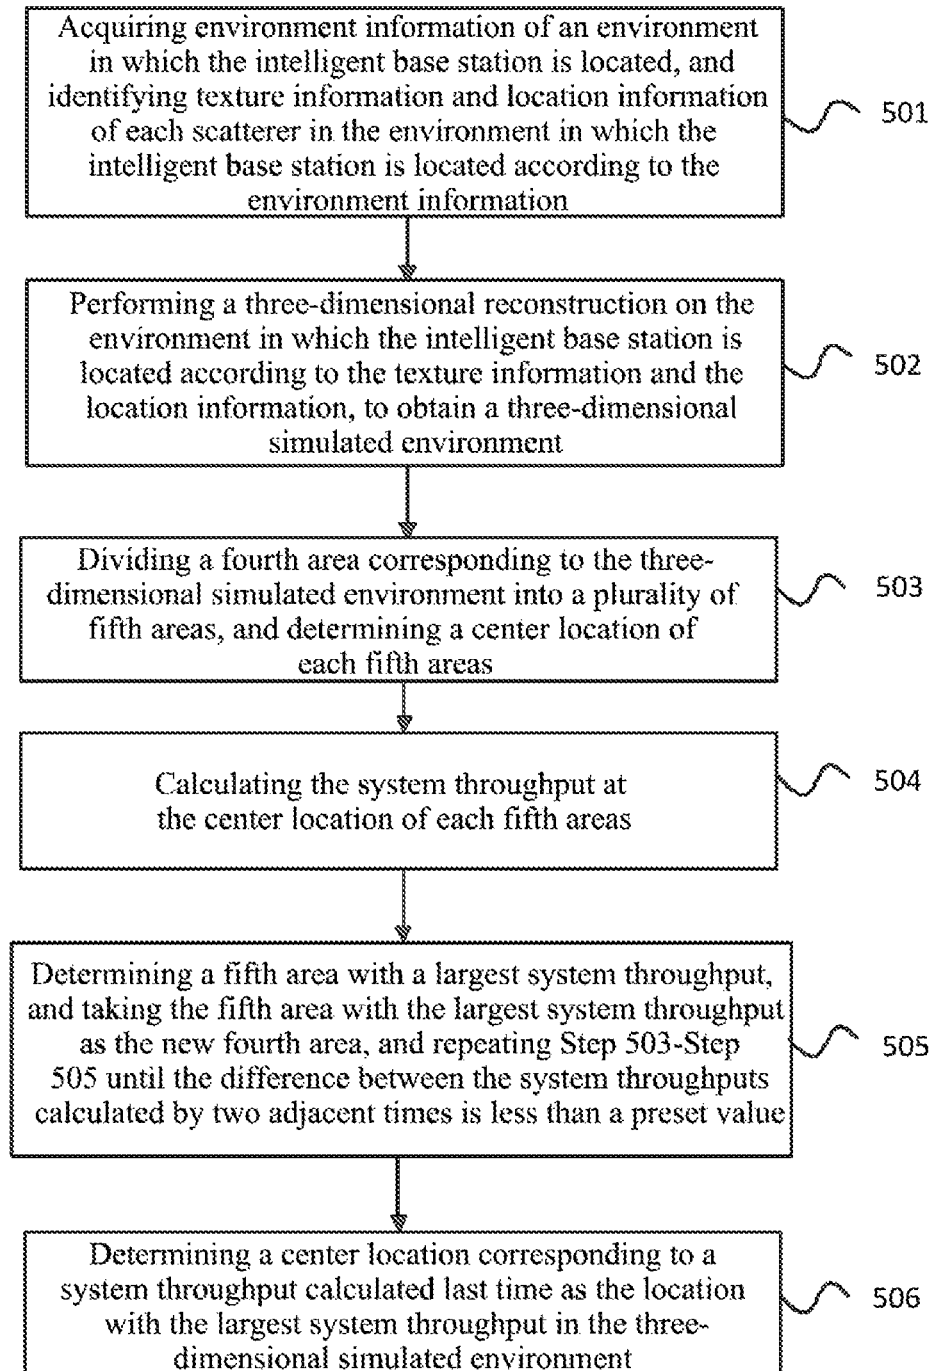 Acquiring environment information of an environment
in which the intelligent base station is located, and
identifying texture information and location information
of each scatterer in the environment in which the
intelligent base station is located according to the
environment information
501
Performing a three-dimensional reconstruction on the
environment in which the intelligent base station is
located according to the texture information and the
location information, to obtain a three-dimensional
simulated environment
502
Dividing a fourth area corresponding to the three-
dimensional simulated environment into a plurality of
fifth areas, and determining a center location of
each fifth areas
503
Calculating the system throughput at
the center location of each fifth areas
504
Determining a fifth area with a largest system throughput,
and taking the fifth area with the largest system throughput
as the new fourth area, and repeating Step 503-Step
505 until the difference between the system throughputs
calculated by two adjacent times is less than a preset value
505
Determining a center location corresponding to a
system throughput calculated last time as the location
with the largest system throughput in the three-
dimensional simulated environment
506